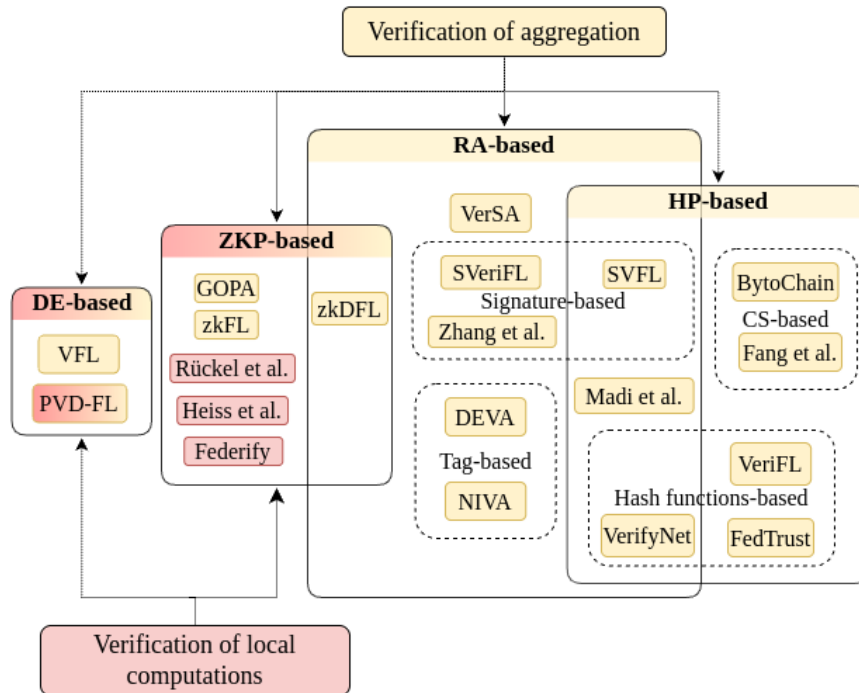 Verification of aggregation
RA-based
HP-based
VerSA
ZKP-based
SVeriFL
SVFL
BytoChain
GOPA
DE-based
zkDFL
Signature-based
CS-based
zkFL
Zhang et al.
VFL
Fang et al.
Rückel et al.
PVD-FL
Madi et al.
Heiss et al.
DEVA
Federify
Tag-based
VeriFL
NIVA
Hash functions-based
VerifyNet
FedTrust
Verification of local
computations